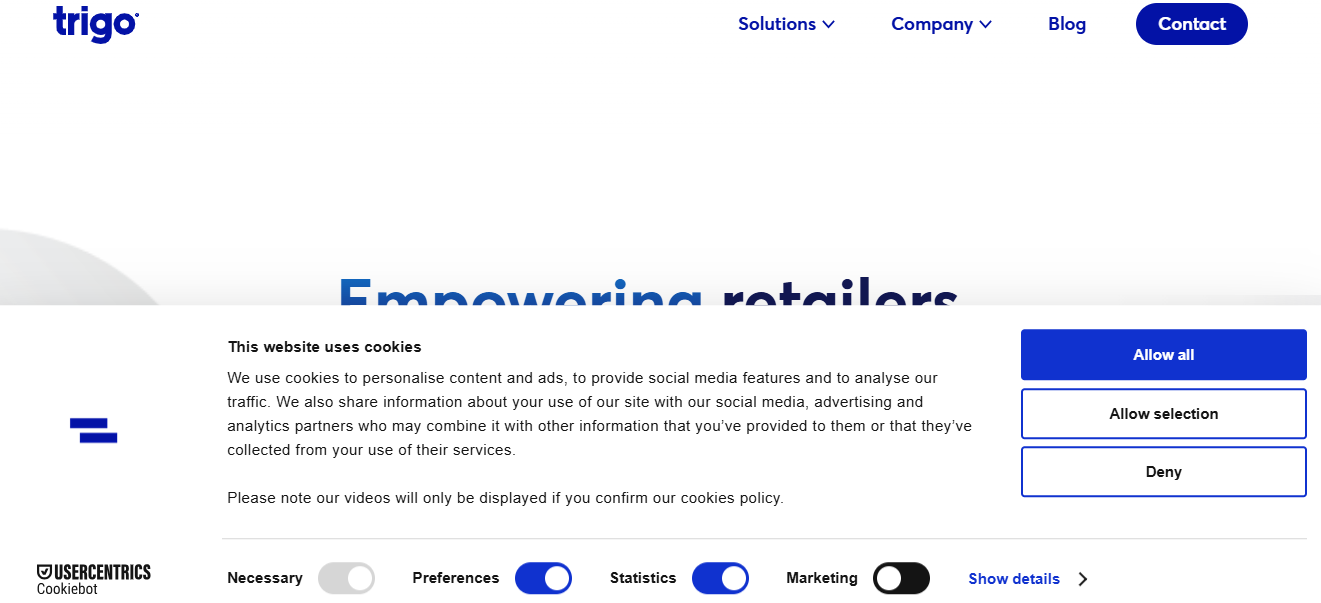 trigo
Solutions
Company
Blog
Contact
Empowering retailers
This website uses cookies
We use cookies to personalise content and ads, to provide social media features and to analyse our
traffic. We also share information about your use of our site with our social media, advertising and
analytics partners who may combine it with other information that you’ve provided to them or that they’ve
collected from your use of their services.
Please note our videos will only be displayed if you confirm our cookies policy.
Allow all
Allow selection
Deny
USERCENTRICS
Cookiebot
Necessary
Preferences
Statistics
Marketing
Show details